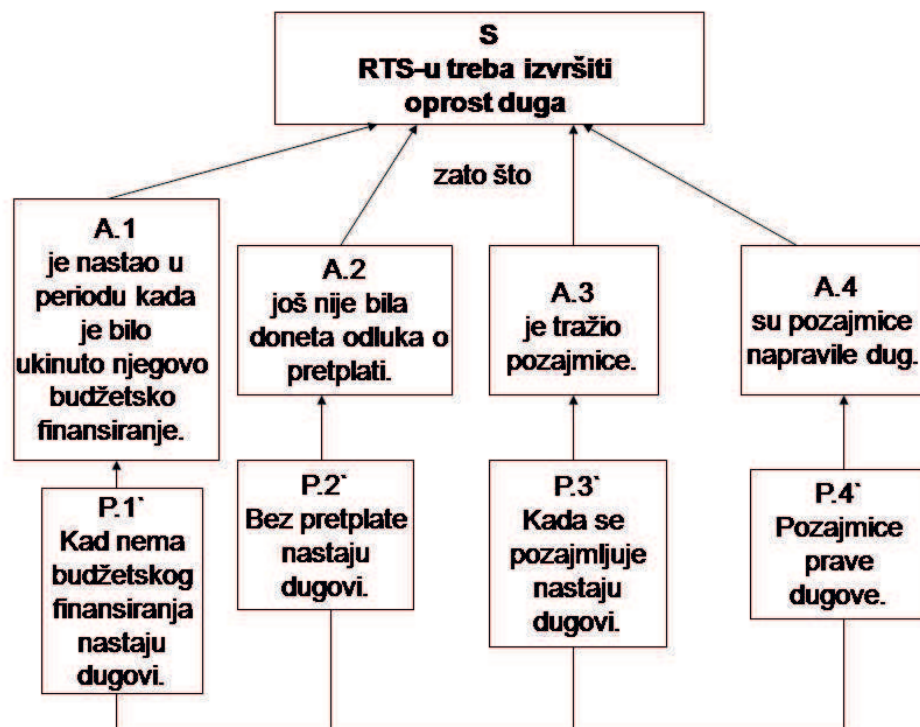 S
RTS-u treba izvršiti
oprost duga
zato što
A.1
je nastao u
periodu kada
je bilo
ukinuto njegovo
budžetsko
finansiranje.
A.2
još nije bila
doneta odluka o
pretplati.
A.3
je tražio
pozajmice.
A.4
su pozajmice
napravile dug.
P.1`
Kad nema
budžetskog
finansiranja
nastaju
dugovi.
P.2`
Bez pretplate
nastaju
dugovi.
P.3`
Kada se
pozajmljuje
nastaju
dugovi.
P.4`
Pozajmice
prave
dugove.